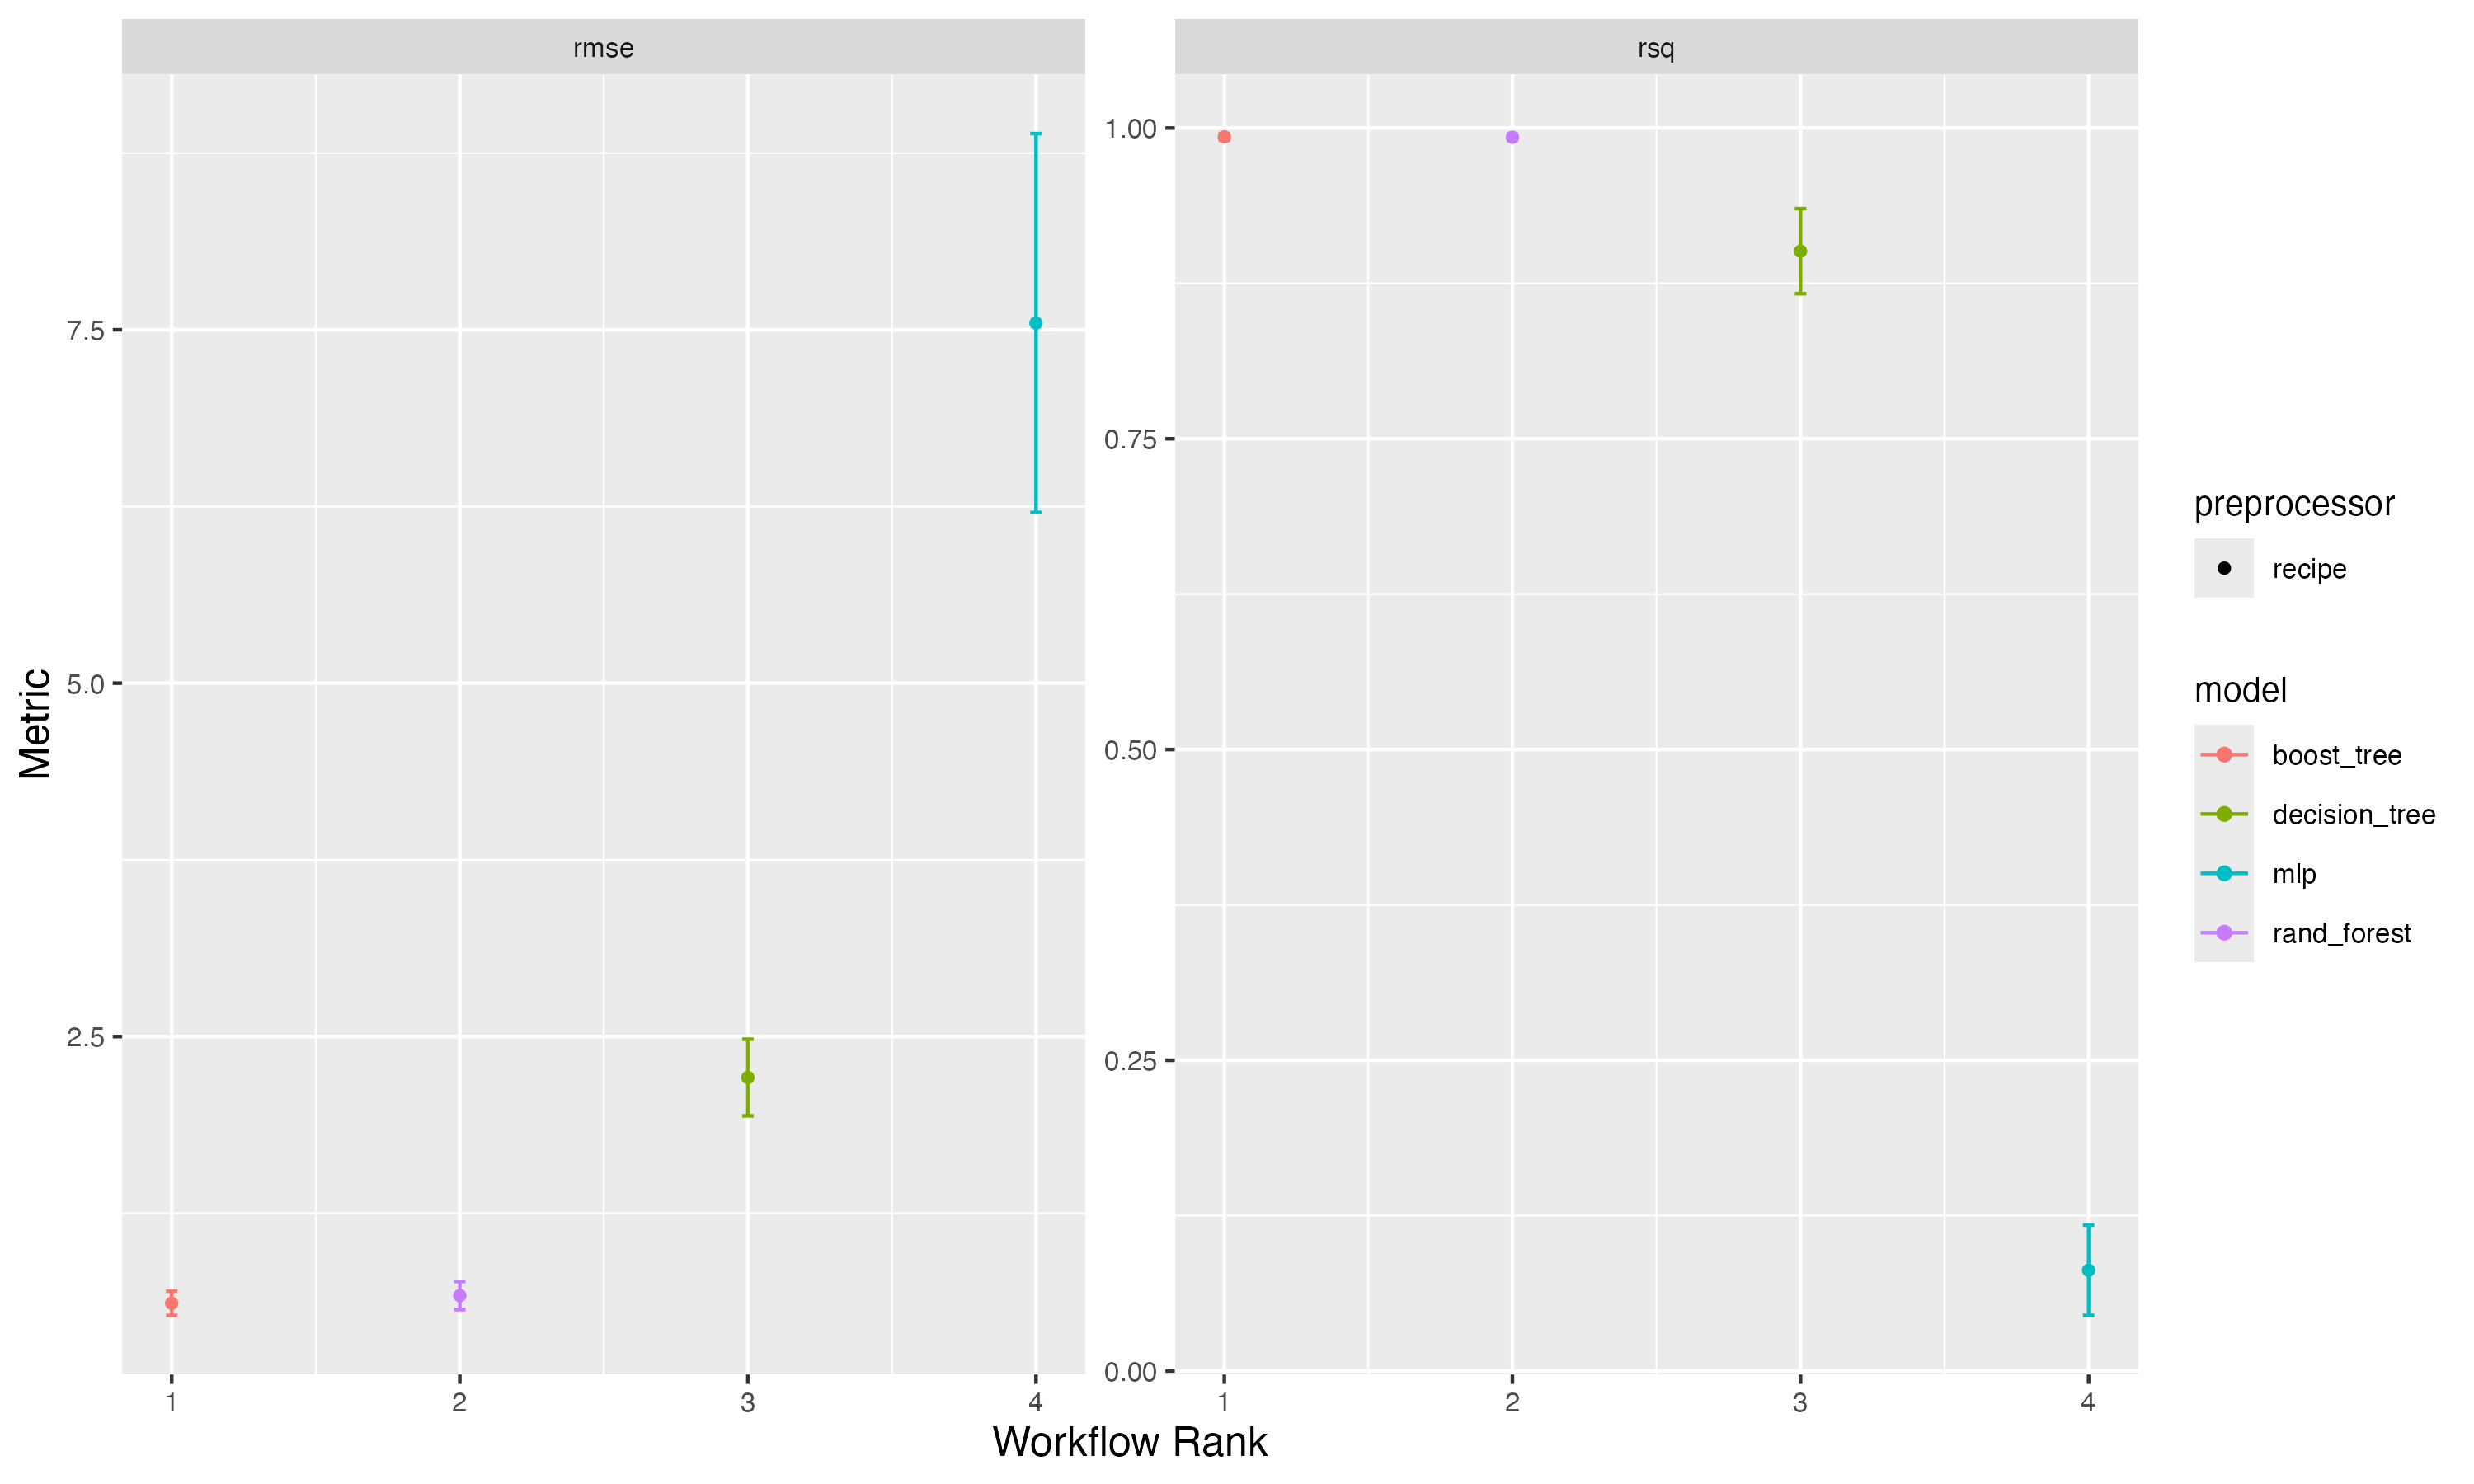 rmse
rsq
Metric
7.5
5.0
2.5
1.00
0.75
0.50
0.25
0.00
1 2 3 4
1 2 3 4
Workflow Rank
preprocessor
recipe
model
boost_tree
decision_tree
mlp
rand_forest